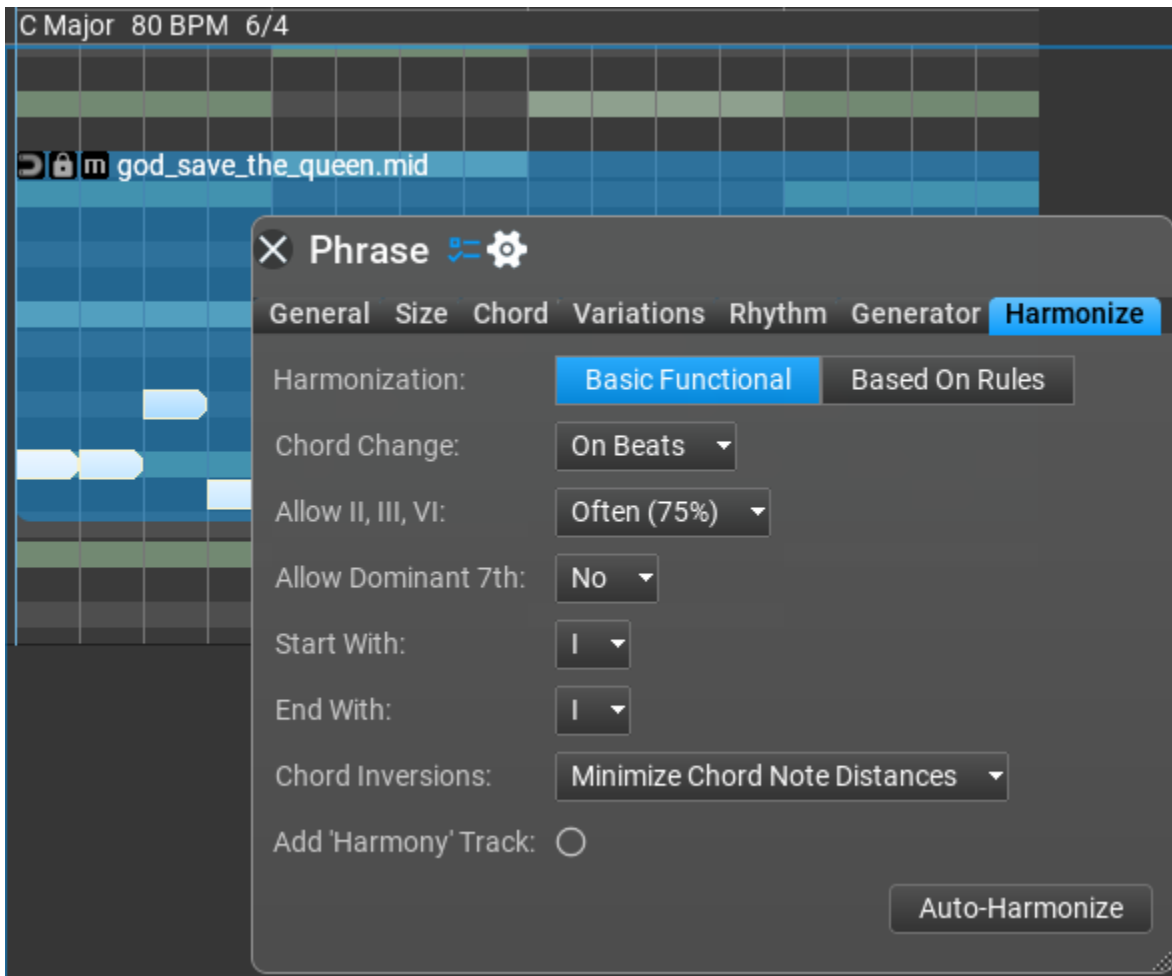 C Major 80 BPM 6/4
m god_save_the_queen.mid
Phrase
General Size Chord Variations Rhythm Generator Harmonize
Harmonization: Basic Functional Based On Rules
Chord Change: On Beats
Allow II, III, VI: Often (75%)
Allow Dominant 7th: No
Start With: I
End With: I
Chord Inversions: Minimize Chord Note Distances
Add 'Harmony' Track:
Auto-Harmonize